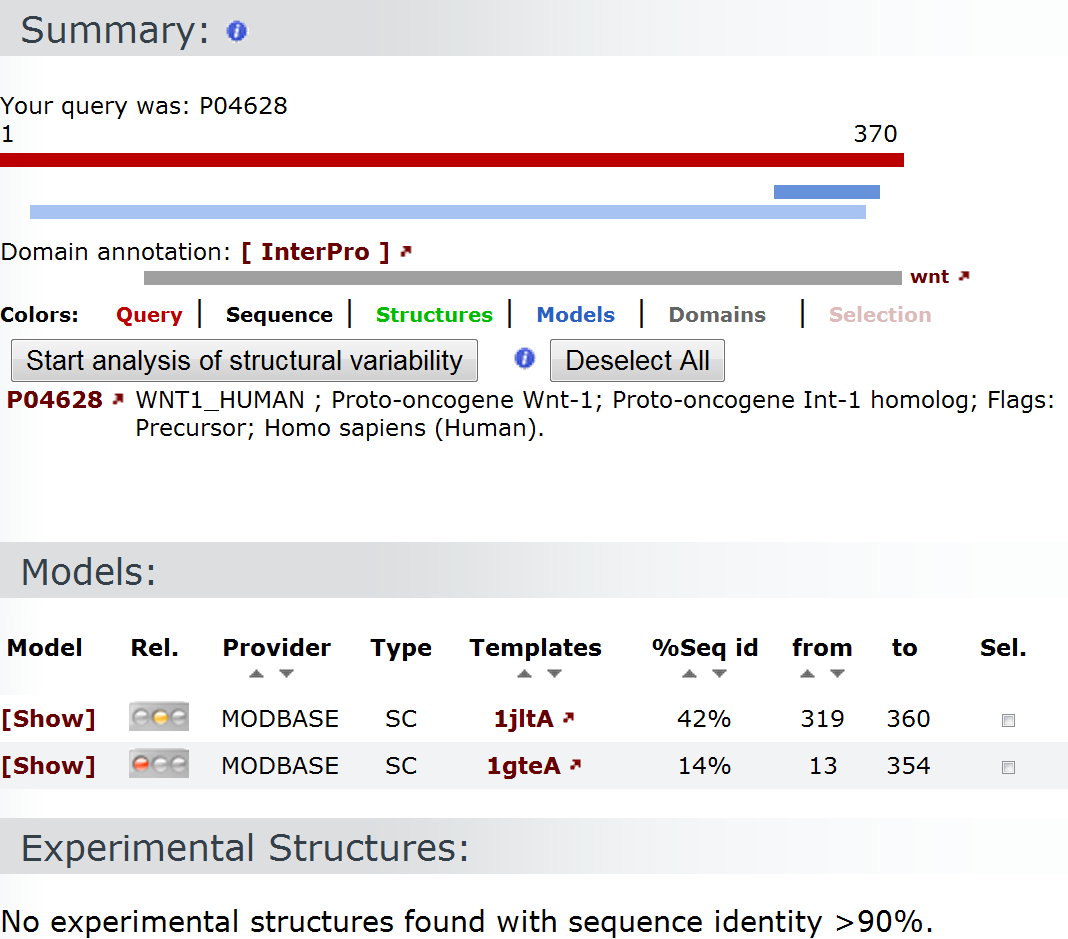 Summary:
Your query was: P04628
1 370
Domain annotation: [ InterPro ]
wnt
Colors: Query | Sequence | Structures | Models | Domains | Selection
Start analysis of structural variability Deselect All
P04628 WNT1_HUMAN ; Proto-oncogene Wnt-1; Proto-oncogene Int-1 homolog; Flags:
Precursor; Homo sapiens (Human).
Models:
Model Rel. Provider Type Templates %Seq id from to Sel.
[Show] MODBASE SC 1jltA 42% 319 360
[Show] MODBASE SC 1gteA 14% 13 354
Experimental Structures:
No experimental structures found with sequence identity >90%.